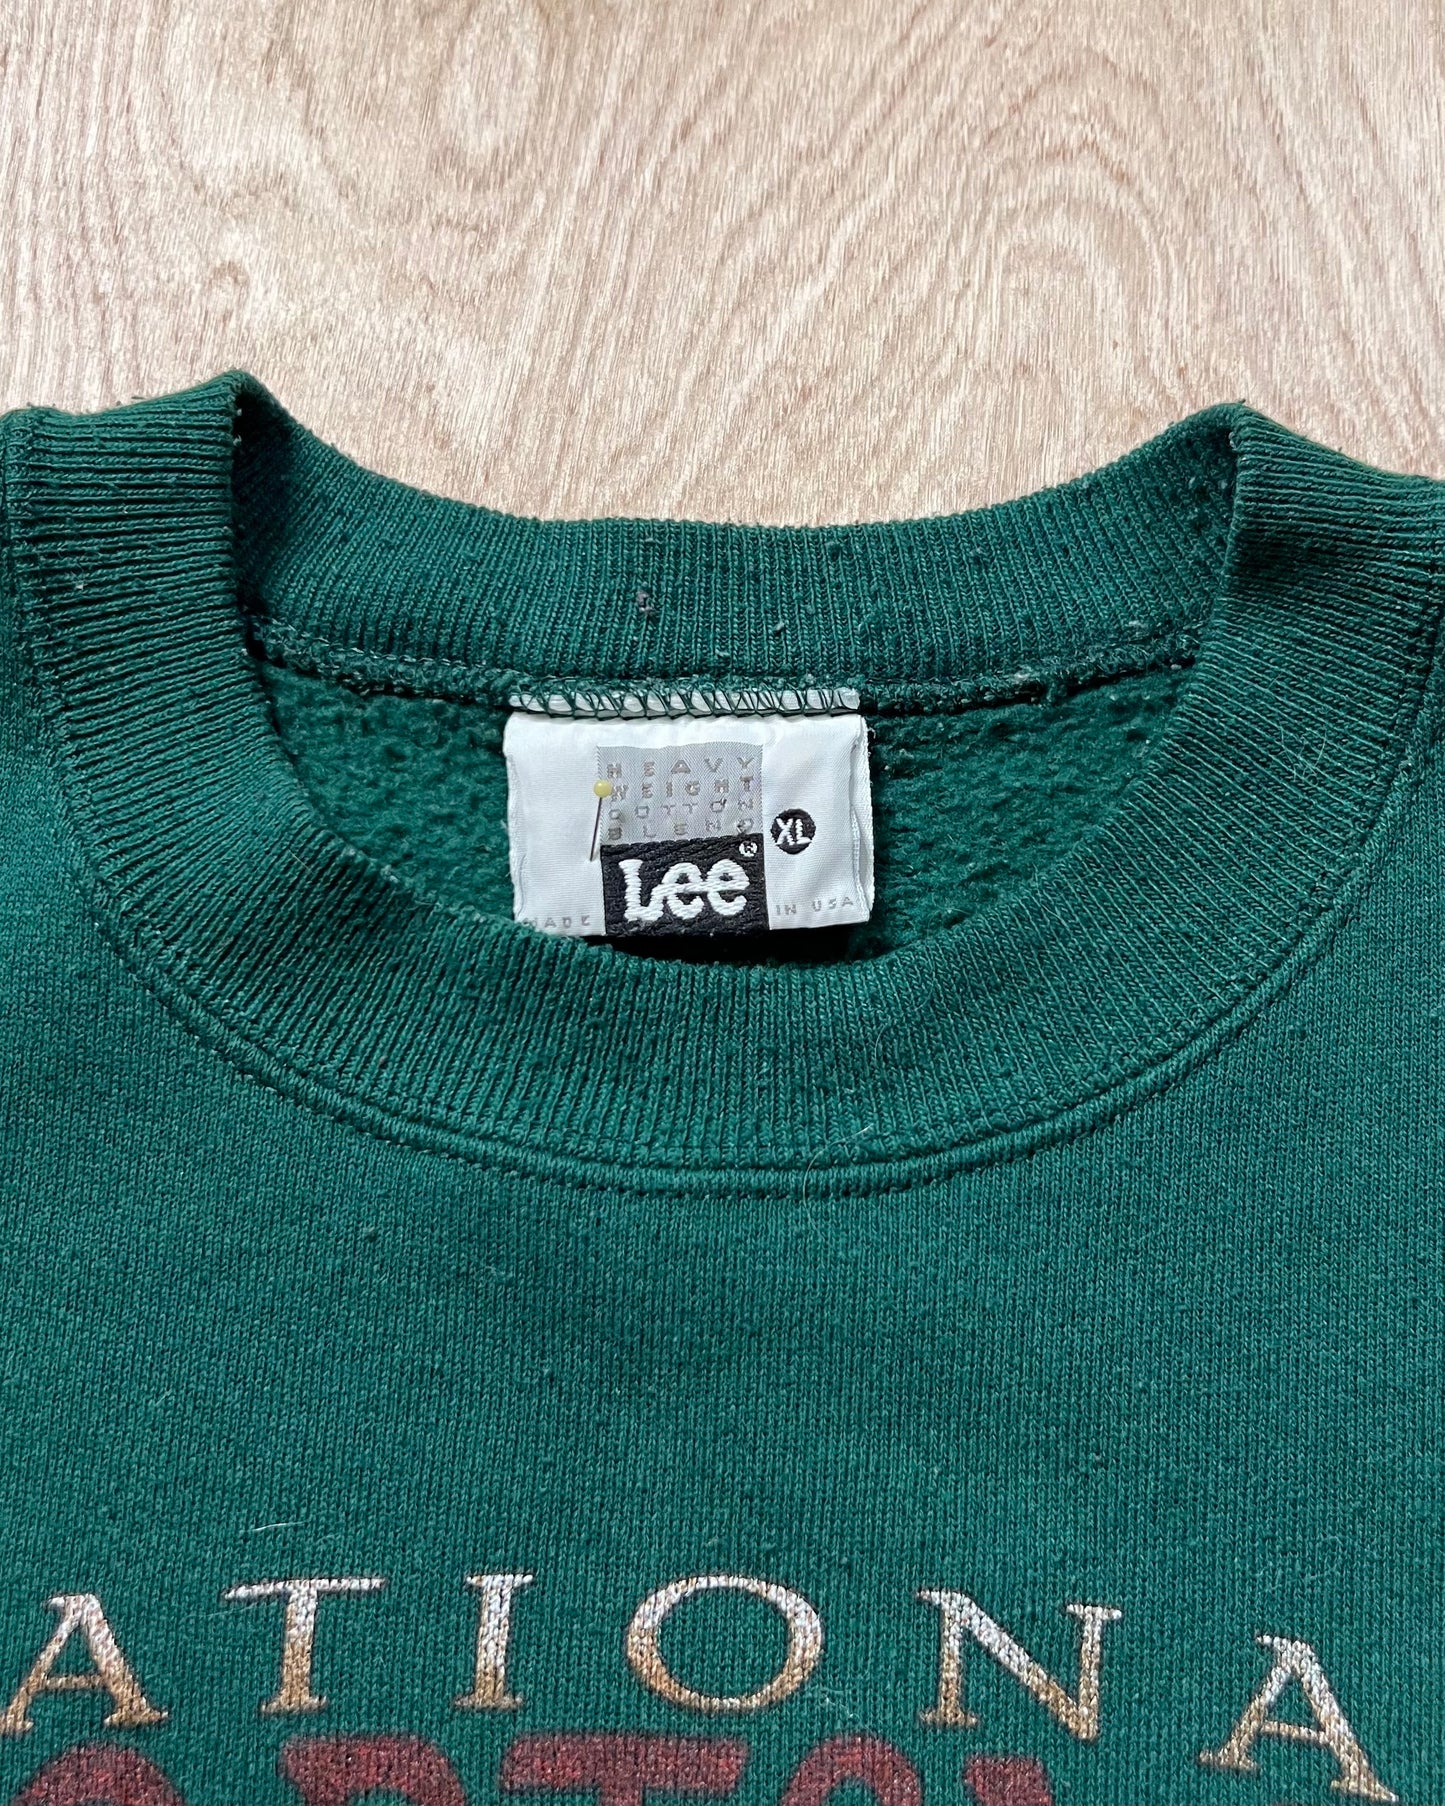 HEAVY
WEIGHT
COTTON
BLEND
XL
Lee®
MADE IN USA
ATIONA